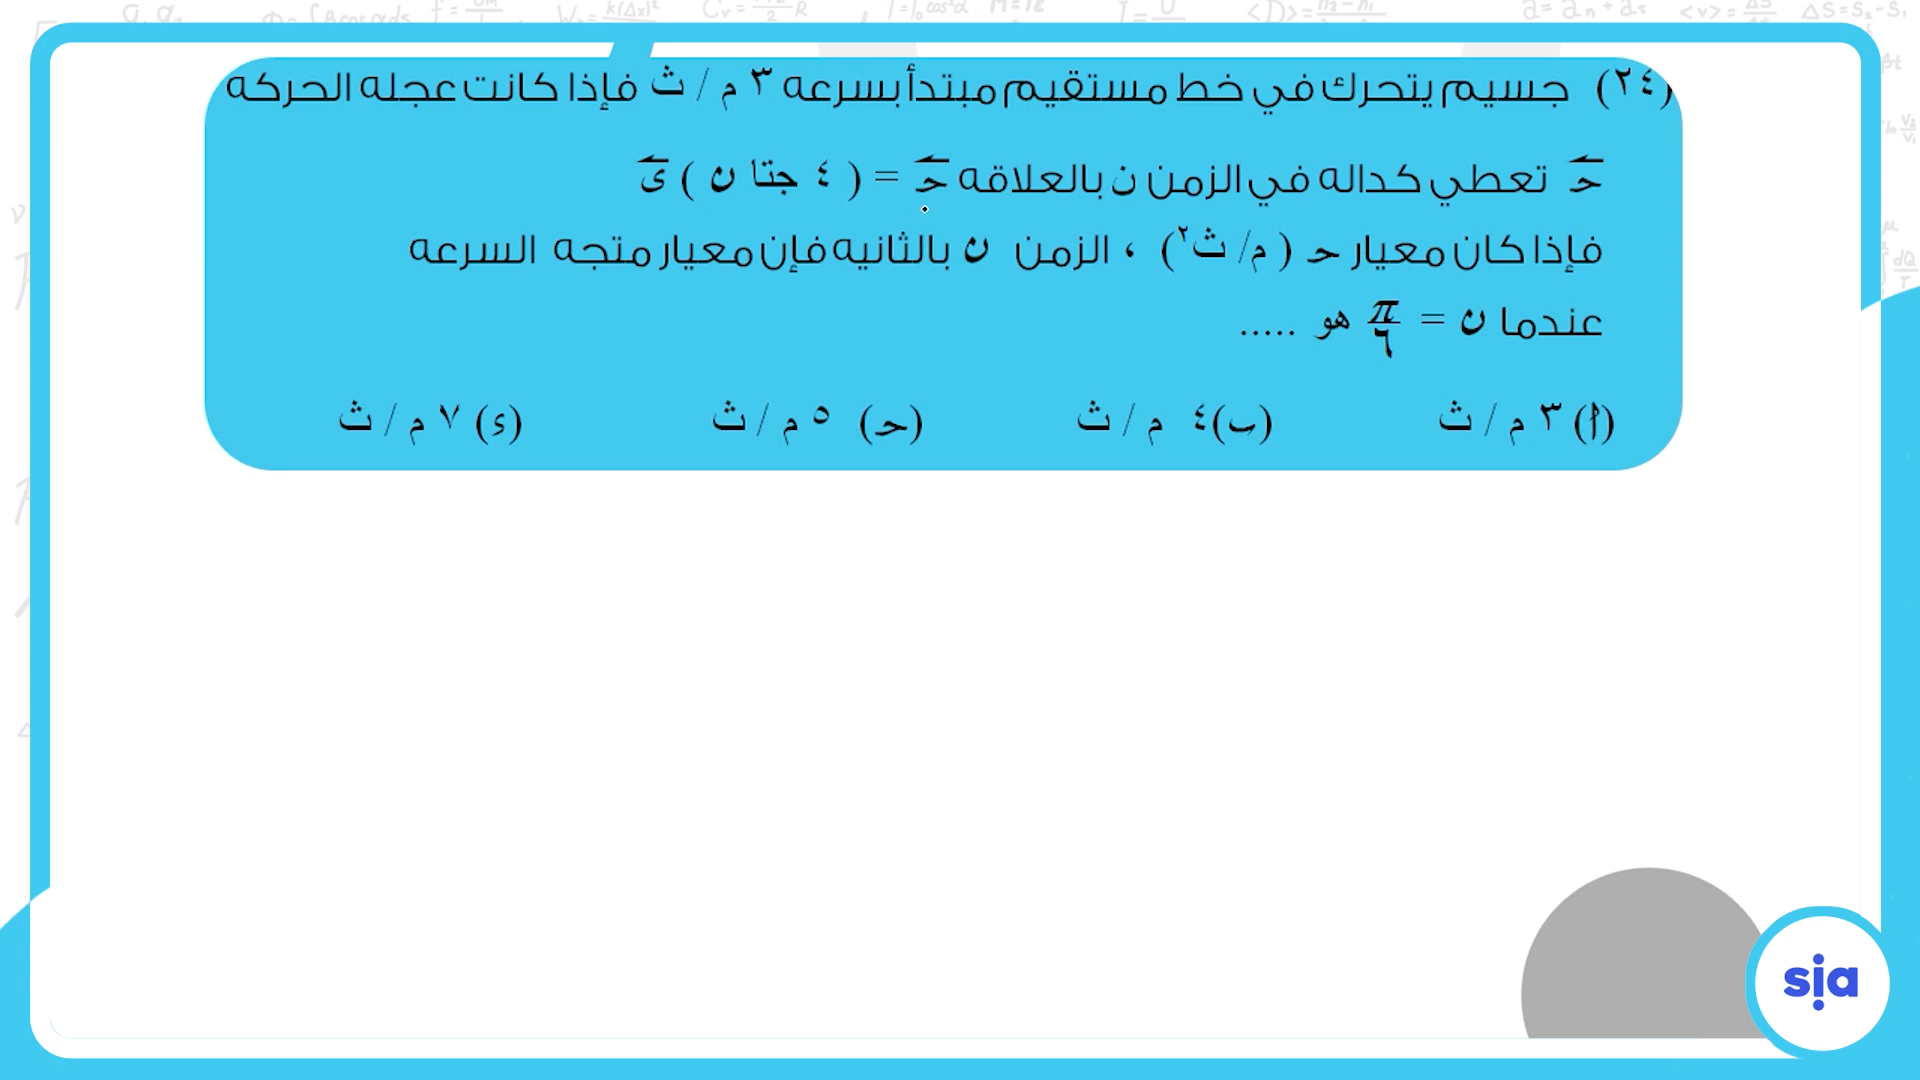 (٢٤) جسيم يتحرك في خط مستقيم مبتدأ بسرعه ٣ م / ث فإذا كانت عجله الحركه
حـ تعطي كداله في الزمن ن بالعلاقه حـ = ( ٤ جتا ن ) ى
فإذا كان معيار حـ ( م/ ث٢) ، الزمن ن بالثانيه فإن معيار متجه السرعه
عندما ن = π/٦ هو .....
(أ) ٣ م / ث (ب) ٤ م / ث (حـ) ٥ م / ث (ء) ٧ م / ث
sia